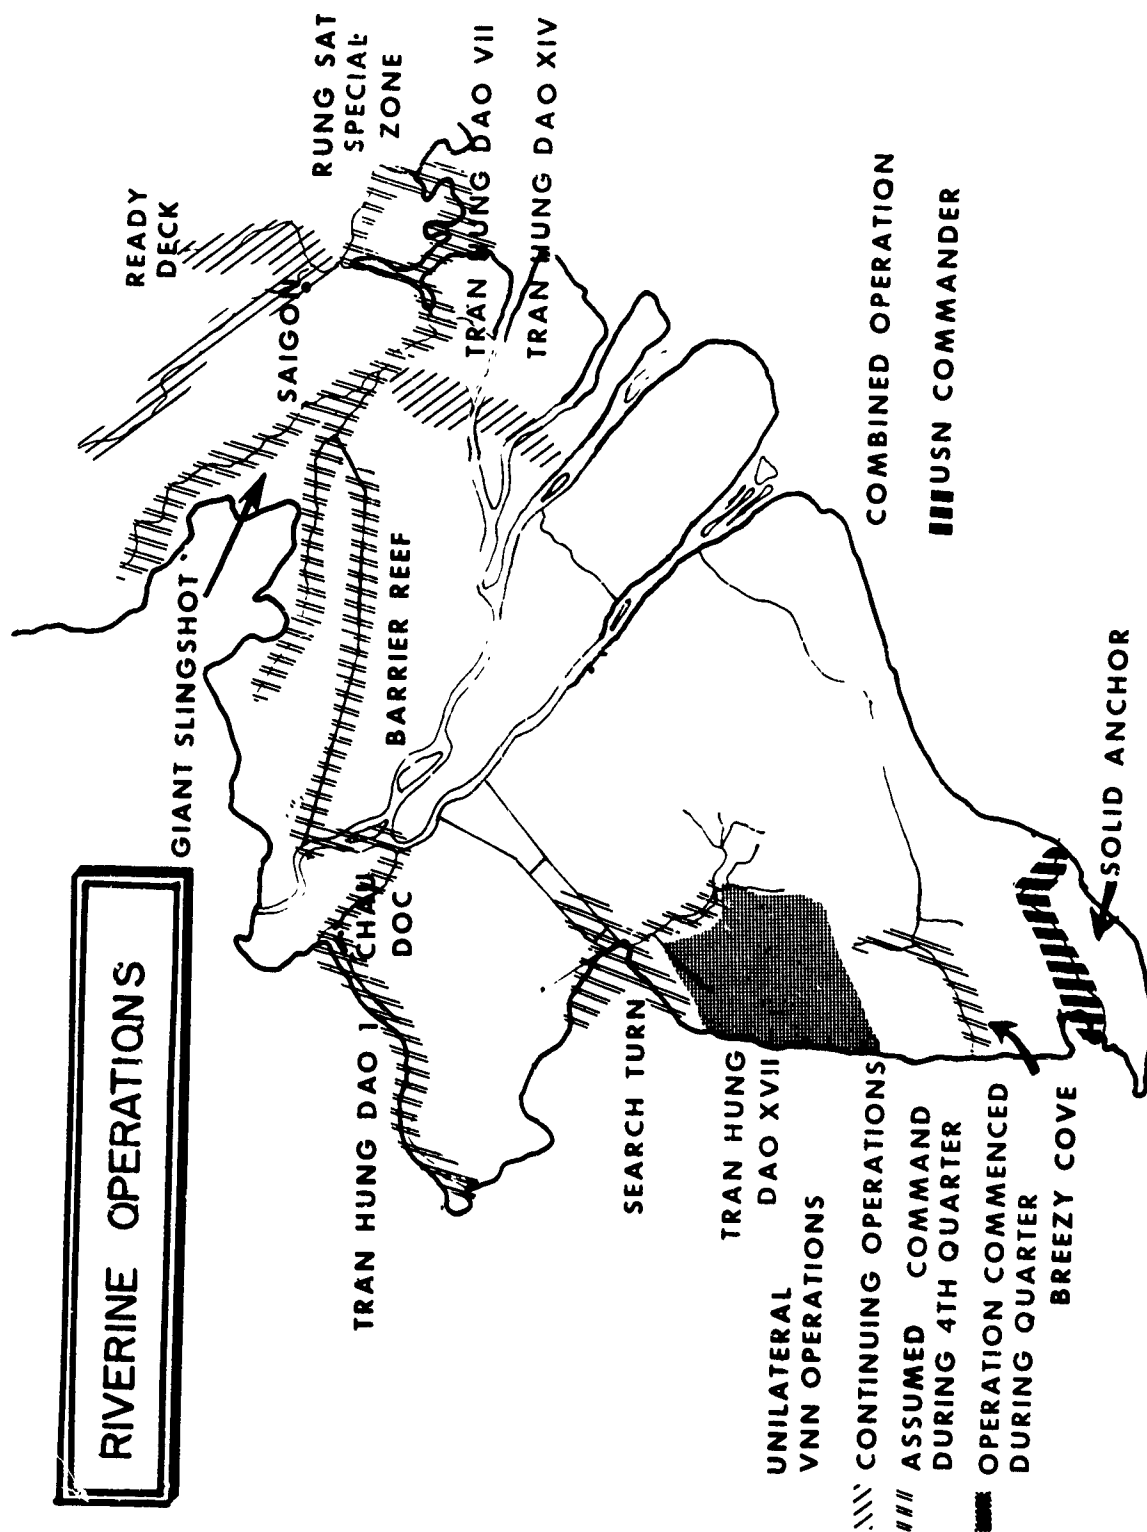 RIVERINE OPERATIONS
READY
DECK
RUNG SAT
SPECIAL
ZONE
SAIGON
TRAN HUNG DAO VII
TRAN HUNG DAO XIV
GIANT SLINGSHOT
BARRIER REEF
CHAU
DOC
TRAN HUNG DAO 1
SEARCH TURN
TRAN HUNG
DAO XVII
COMBINED OPERATION
USN COMMANDER
SOLID ANCHOR
BREEZY COVE
UNILATERAL
VNN OPERATIONS
CONTINUING OPERATIONS
ASSUMED COMMAND
DURING 4TH QUARTER
OPERATION COMMENCED
DURING QUARTER